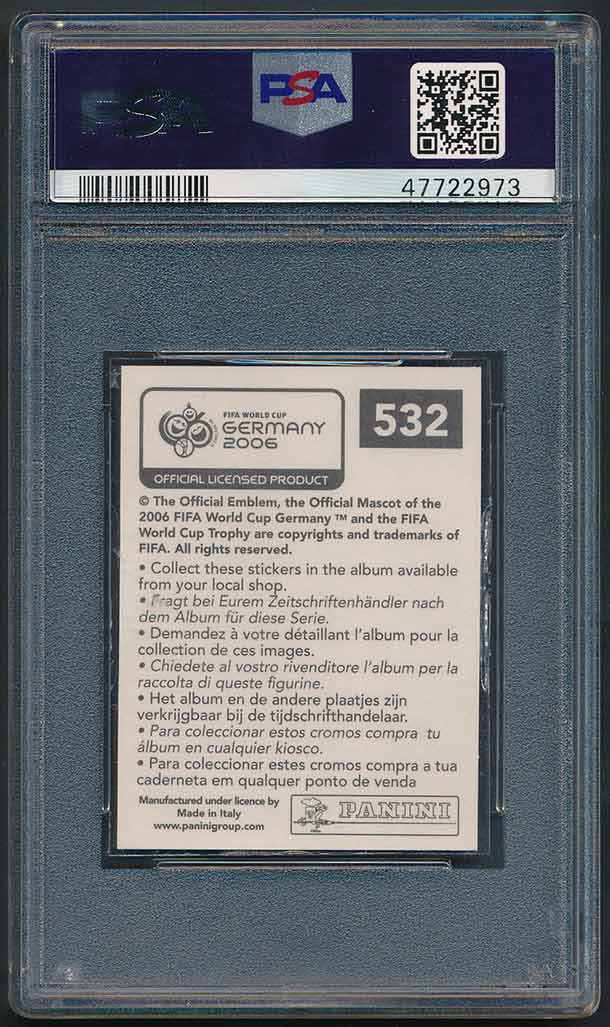 PSA
PSA
47722973
FIFA WORLD CUP
GERMANY
2006
OFFICIAL LICENSED PRODUCT
532
© The Official Emblem, the Official Mascot of the
2006 FIFA World Cup Germany ™ and the FIFA
World Cup Trophy are copyrights and trademarks of
FIFA. All rights reserved.
• Collect these stickers in the album available
from your local shop.
• Fragt bei Eurem Zeitschriftenhändler nach
dem Album für diese Serie.
• Demandez à votre détaillant l'album pour la
collection de ces images.
• Chiedete al vostro rivenditore l'album per la
raccolta di queste figurine.
• Het album en de andere plaatjes zijn
verkrijgbaar bij de tijdschrifthandelaar.
• Para coleccionar estos cromos compra tu
álbum en cualquier kiosco.
• Para coleccionar estes cromos compra a tua
caderneta em qualquer ponto de venda
Manufactured under licence by
Made in Italy
www.paninigroup.com
PANINI